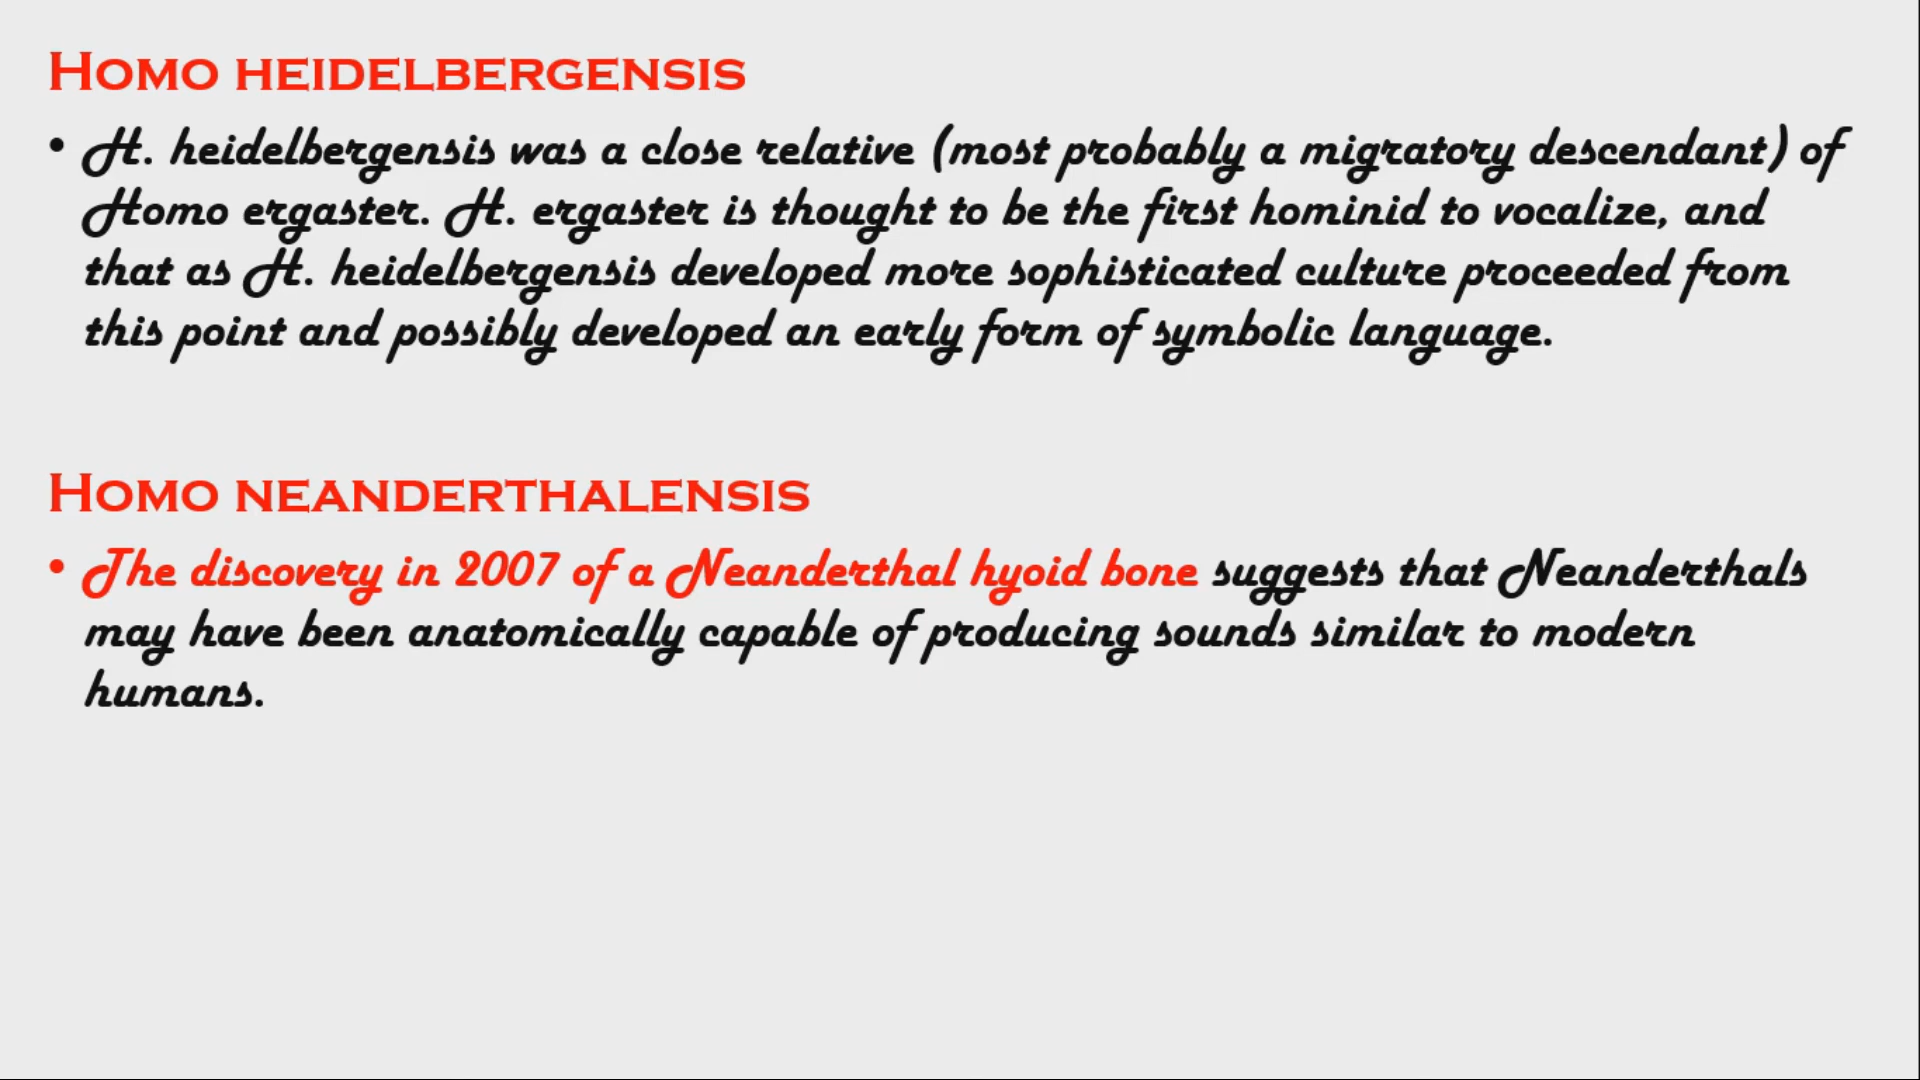 Homo heidelbergensis
• H. heidelbergensis was a close relative (most probably a migratory descendant) of
Homo ergaster. H. ergaster is thought to be the first hominid to vocalize, and
that as H. heidelbergensis developed more sophisticated culture proceeded from
this point and possibly developed an early form of symbolic language.
Homo neanderthalensis
• The discovery in 2007 of a Neanderthal hyoid bone suggests that Neanderthals
may have been anatomically capable of producing sounds similar to modern
humans.